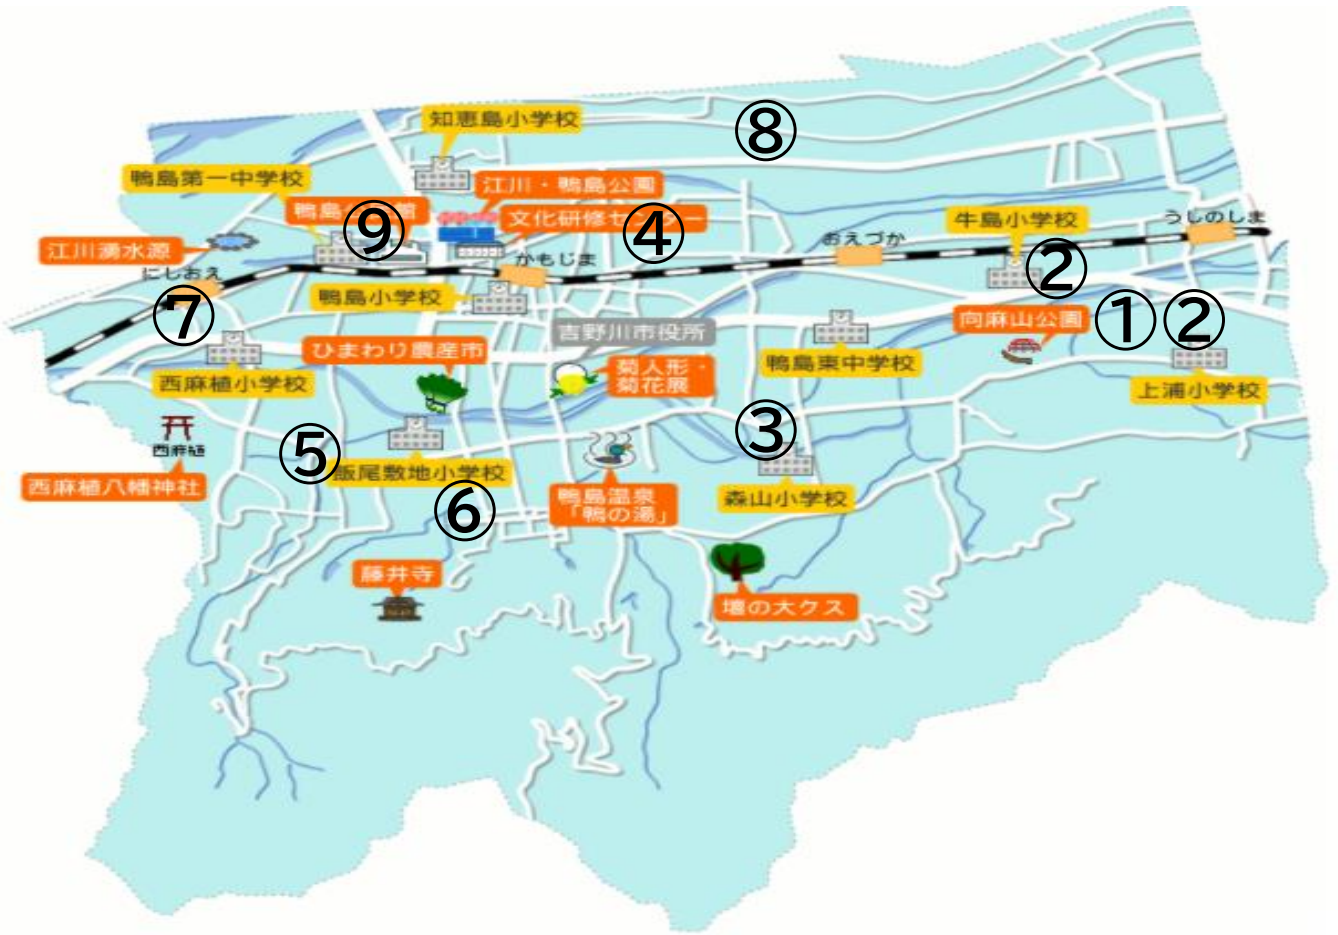 知恵島小学校
⑧
鴨島第一中学校
江川・鴨島公園
鴨島
館
⑨
文化研修センター
④
牛島小学校
うしのしま
江川湧水源
にしおえ
かもじま
おえづか
②
⑦
鴨島小学校
吉野川市役所
向麻山公園
①
②
ひまわり農産市
鴨島東中学校
西麻植小学校
菊人形・
菊花展
上浦小学校
西麻植
③
⑤
飯尾敷地小学校
西麻植八幡神社
⑥
鴨島温泉
「鴨の湯」
森山小学校
藤井寺
壇の大クス